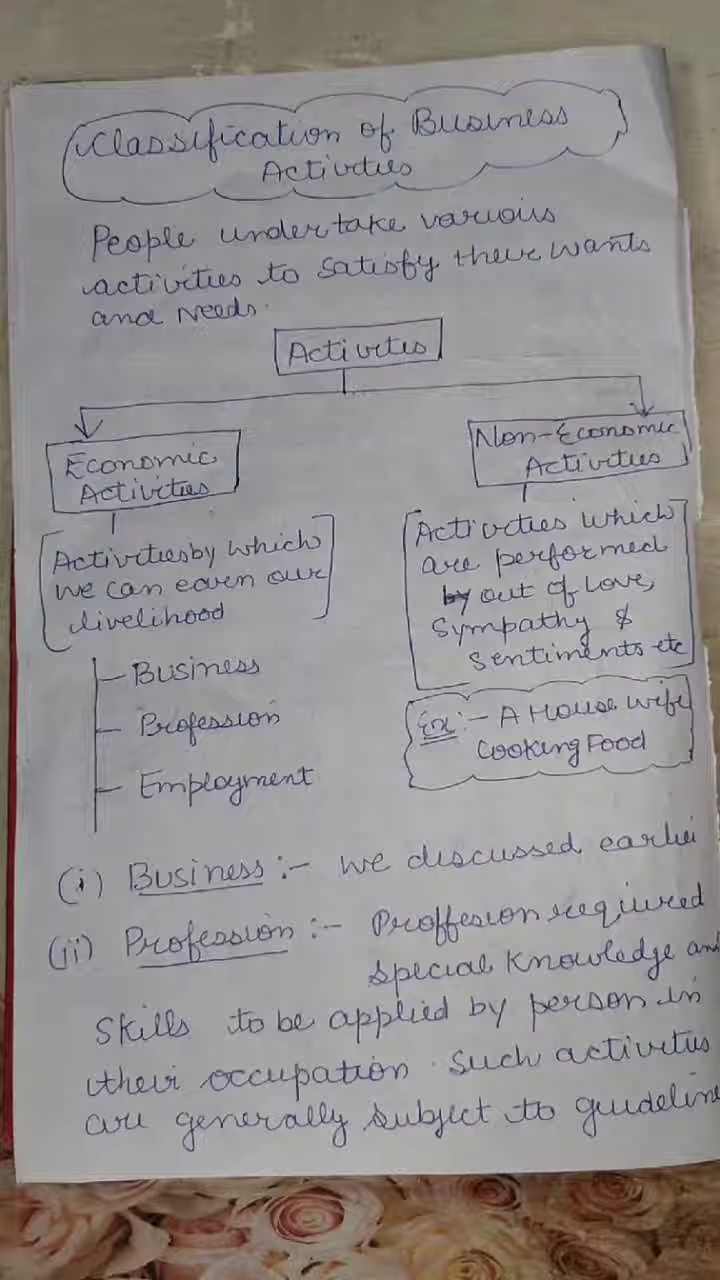 Classification of Business
Activities
People undertake various
activities to satisfy their wants
and needs.
Activites
Economic
Activities
Non-Economic
Activities
Activities by which
we can earn our
livelihood
Activities which
are performed
by out of love,
sympathy &
sentiments etc
Business
Profession
Employment
Ex:- A House wife
Cooking Food
(i) Business :- we discussed earlier
(ii) Profession :- Proffesion required
special knowledge and
skills to be applied by person in
their occupation. Such activities
are generally subject to guideline